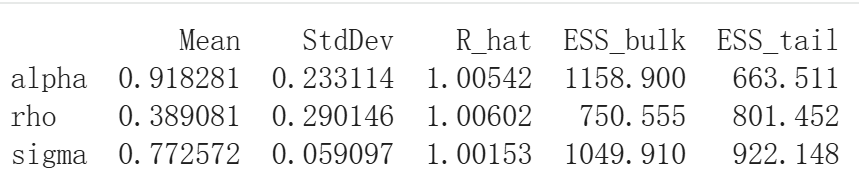 Mean StdDev R_hat ESS_bulk ESS_tail
alpha 0.918281 0.233114 1.00542 1158.900 663.511
rho 0.389081 0.290146 1.00602 750.555 801.452
sigma 0.772572 0.059097 1.00153 1049.910 922.148